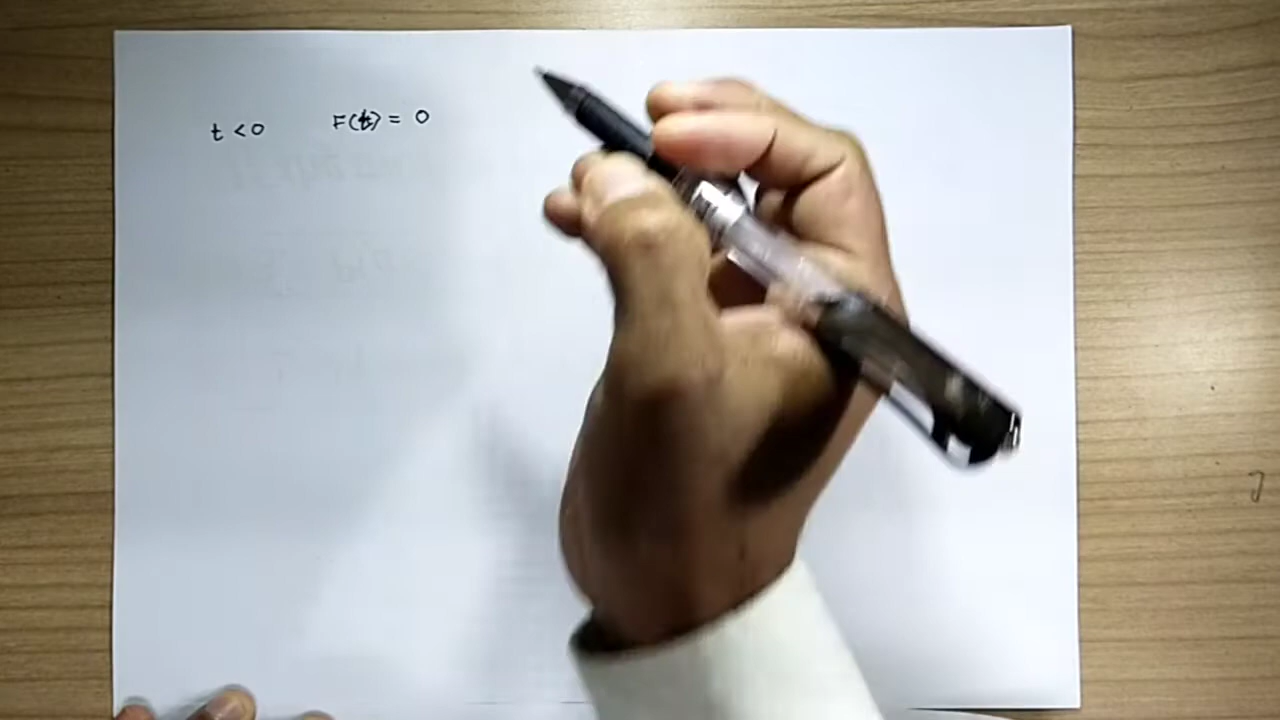 t < 0 F(t) = 0